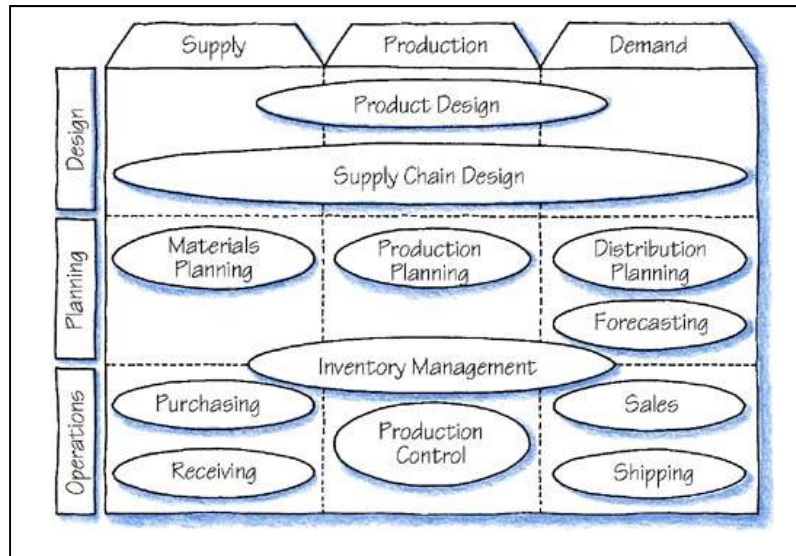 Supply
Production
Demand
Design
Product Design
Supply Chain Design
Planning
Materials
Planning
Production
Planning
Distribution
Planning
Forecasting
Inventory Management
Operations
Purchasing
Sales
Production
Control
Receiving
Shipping